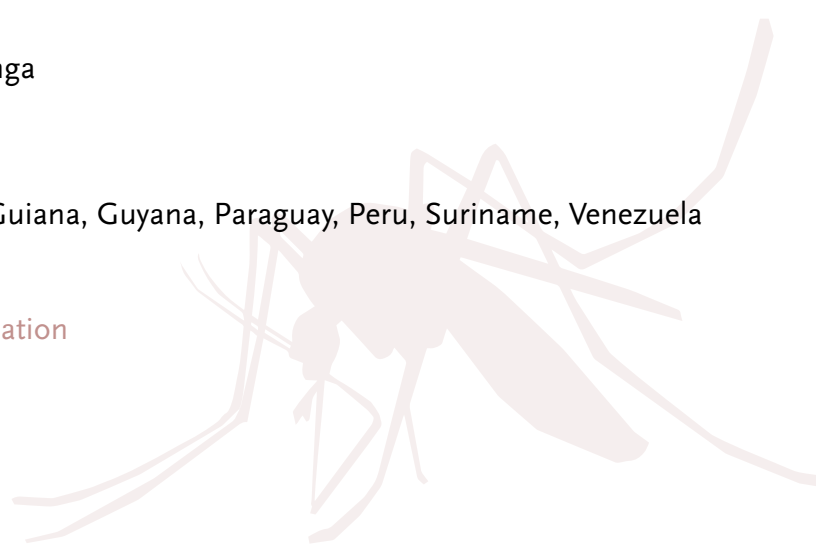 nga
Guiana, Guyana, Paraguay, Peru, Suriname, Venezuela
ation